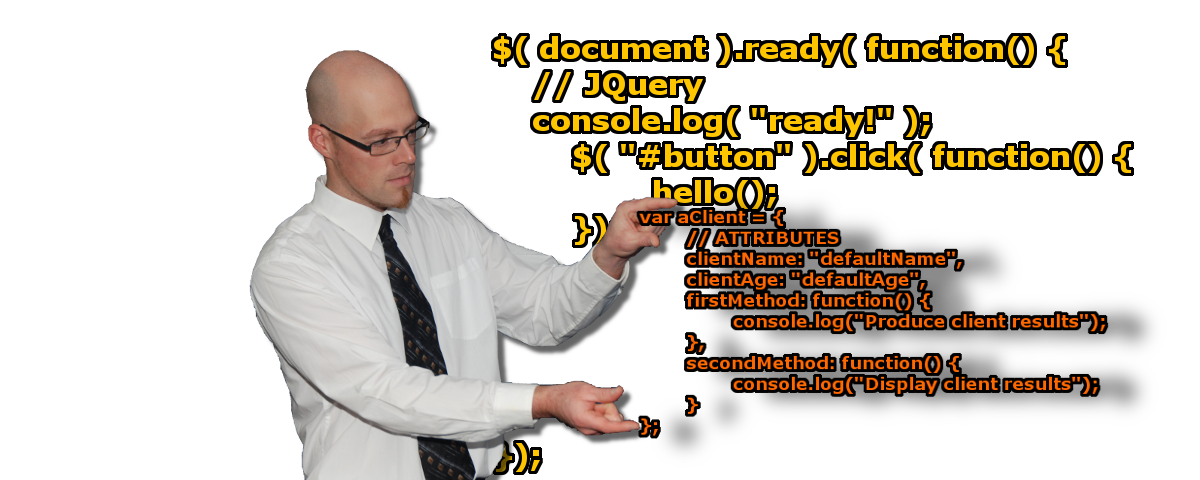 $( document ).ready( function() {
// JQuery
console.log( "ready!" );
$( "#button" ).click( function() {
hello();
})
var aClient = {
// ATTRIBUTES
clientName: "defaultName",
clientAge: "defaultAge",
firstMethod: function() {
console.log("Produce client results");
},
secondMethod: function() {
console.log("Display client results");
}
};
});